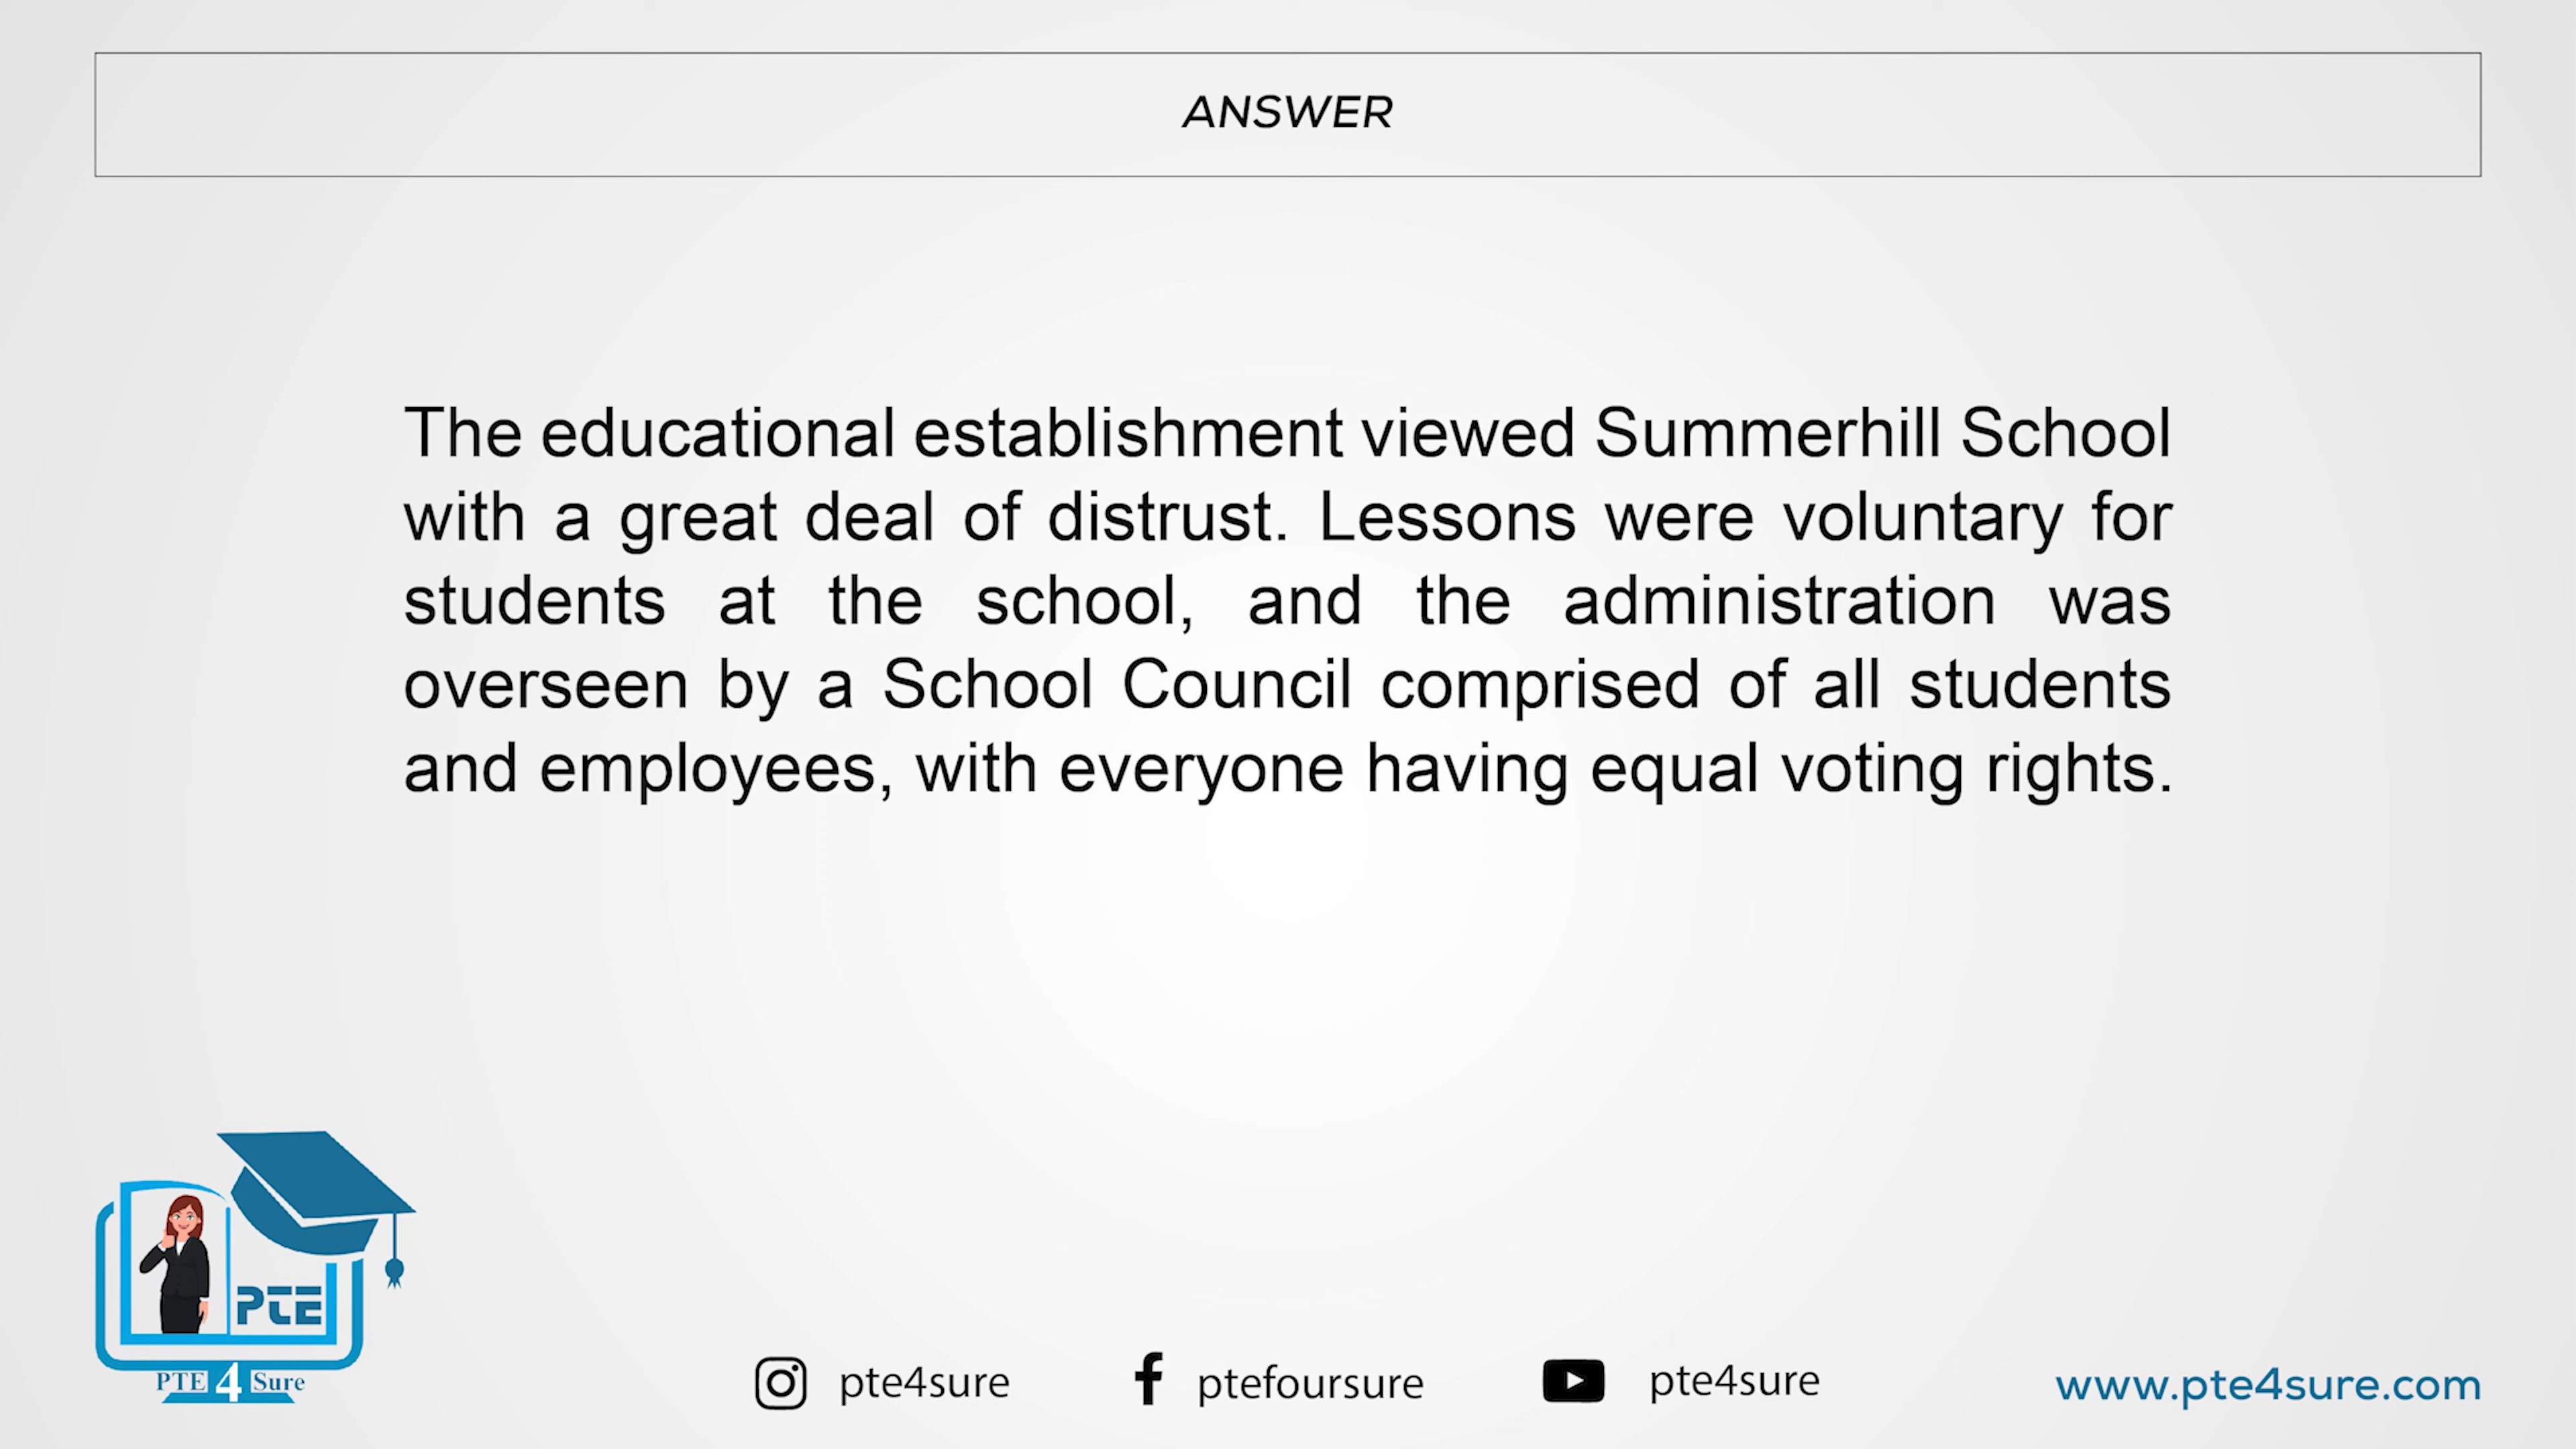 ANSWER
The educational establishment viewed Summerhill School
with a great deal of distrust. Lessons were voluntary for
students at the school, and the administration was
overseen by a School Council comprised of all students
and employees, with everyone having equal voting rights.
PTE
PTE 4 Sure
pte4sure
ptefoursure
pte4sure
www.pte4sure.com